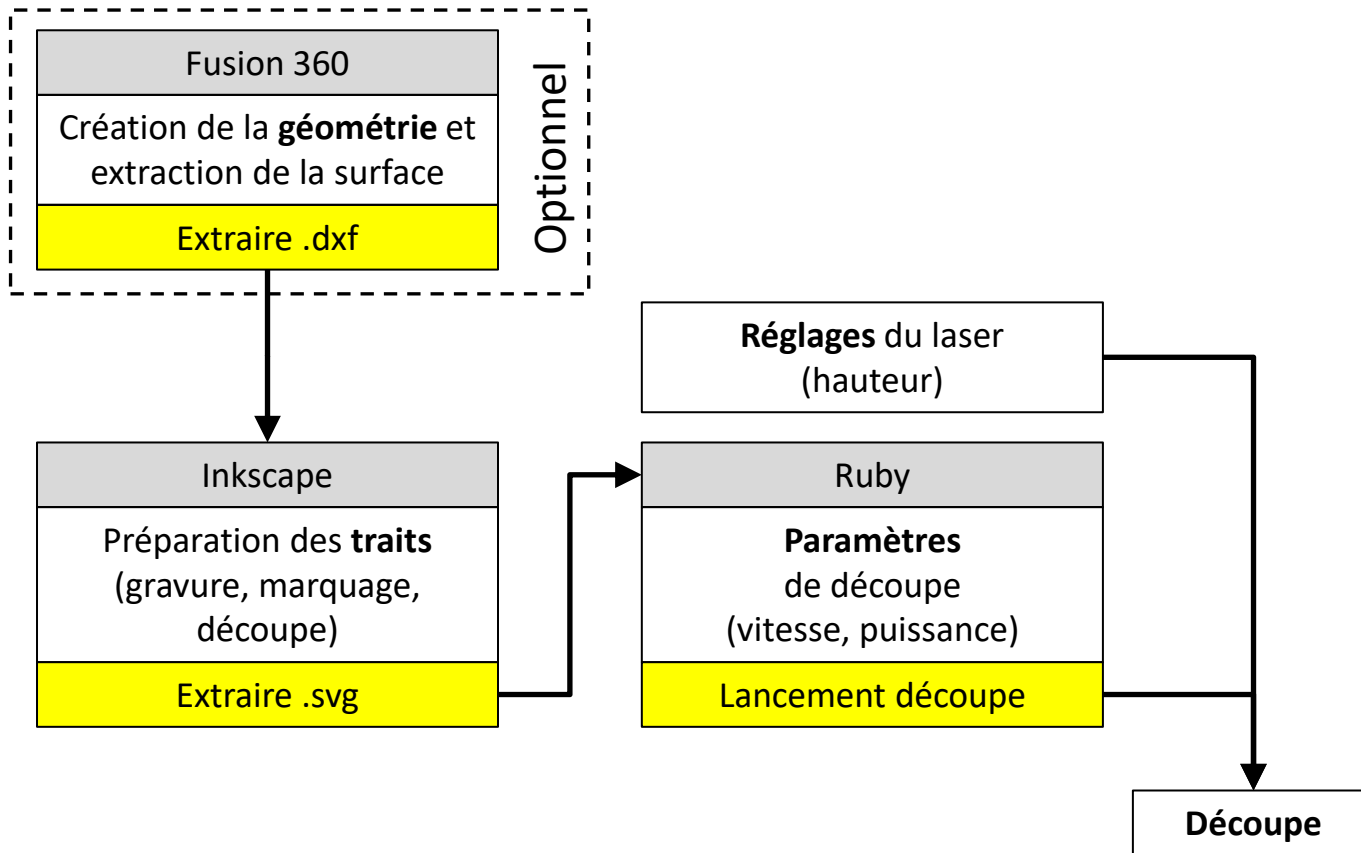 Fusion 360
Création de la géométrie et
extraction de la surface
Extraire .dxf
Optionnel
Réglages du laser
(hauteur)
Inkscape
Préparation des traits
(gravure, marquage,
découpe)
Extraire .svg
Ruby
Paramètres
de découpe
(vitesse, puissance)
Lancement découpe
Découpe